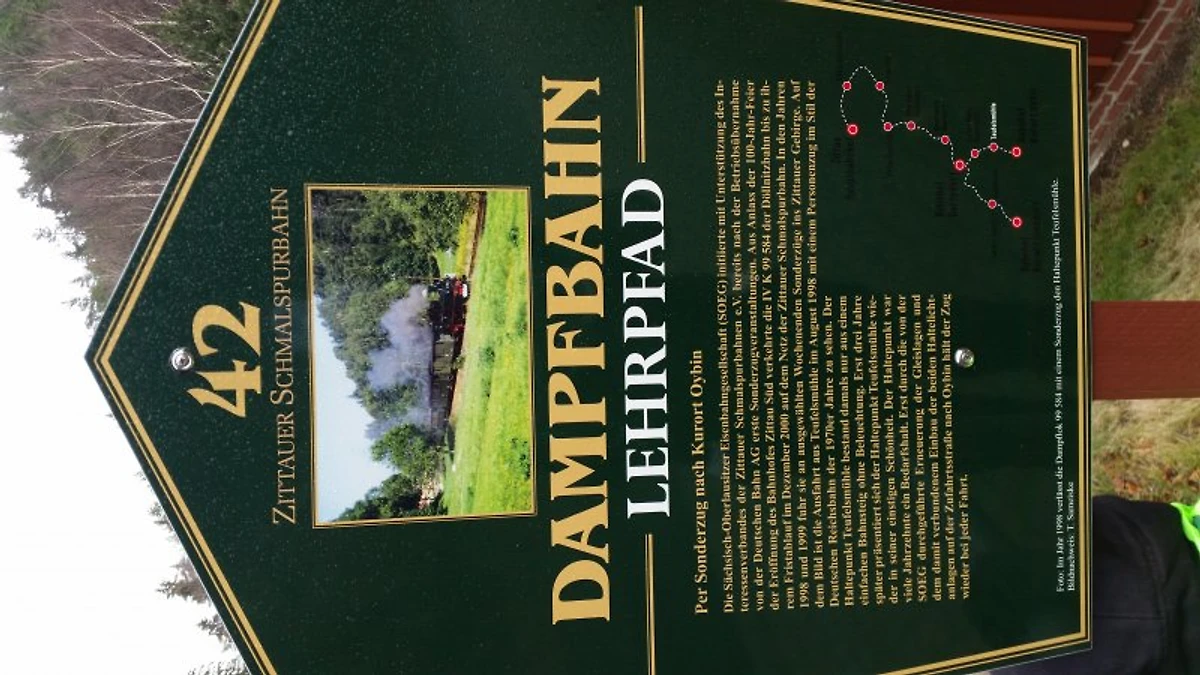 42
ZITTAUER SCHMALSPURBAHN
DAMPFBAHN
LEHRPFAD
Per Sonderzug nach Kurort Oybin
Die Sächsisch-Oberlausitzer Eisenbahngesellschaft (SOEG) initiierte mit Unterstützung des In-
teressenverbandes der Zittauer Schmalspurbahnen e.V. bereits nach der Betriebsübernahme
von der Deutschen Bahn AG erste Sonderzugveranstaltungen. Aus Anlass der 100-Jahr-Feier
der Eröffnung des Bahnhofes Zittau Süd verkehrte die IV K 99 584 der Döllnitzbahn bis zu ih-
rem Fristablauf im Dezember 2000 auf dem Netz der Zittauer Schmalspurbahn. In den Jahren
1998 und 1999 fuhr sie an ausgewählten Wochenenden Sonderzüge ins Zittauer Gebirge. Auf
dem Bild ist die Ausfahrt aus Teufelsmühle im August 1998 mit einem Personenzug im Stil der
Deutschen Reichsbahn der 1970er Jahre zu sehen. Der
Haltepunkt Teufelsmühle bestand damals nur aus einem
einfachen Bahnsteig ohne Beleuchtung. Erst drei Jahre
später präsentiert sich der Haltepunkt Teufelsmühle wie-
der in seiner einstigen Schönheit. Der Haltepunkt war
viele Jahrzehnte ein Bedarfshalt. Erst durch die von der
SOEG durchgeführte Erneuerung der Gleislagen und
dem damit verbundenem Einbau der beiden Haltelicht-
anlagen auf der Zufahrtsstraße nach Oybin hält der Zug
wieder bei jeder Fahrt.
Teufelsmühle
Foto: Im Jahr 1998 verlässt die Dampflok 99 584 mit einem Sonderzug den Haltepunkt Teufelsmühle.
Bildnachweis: T. Sameiske